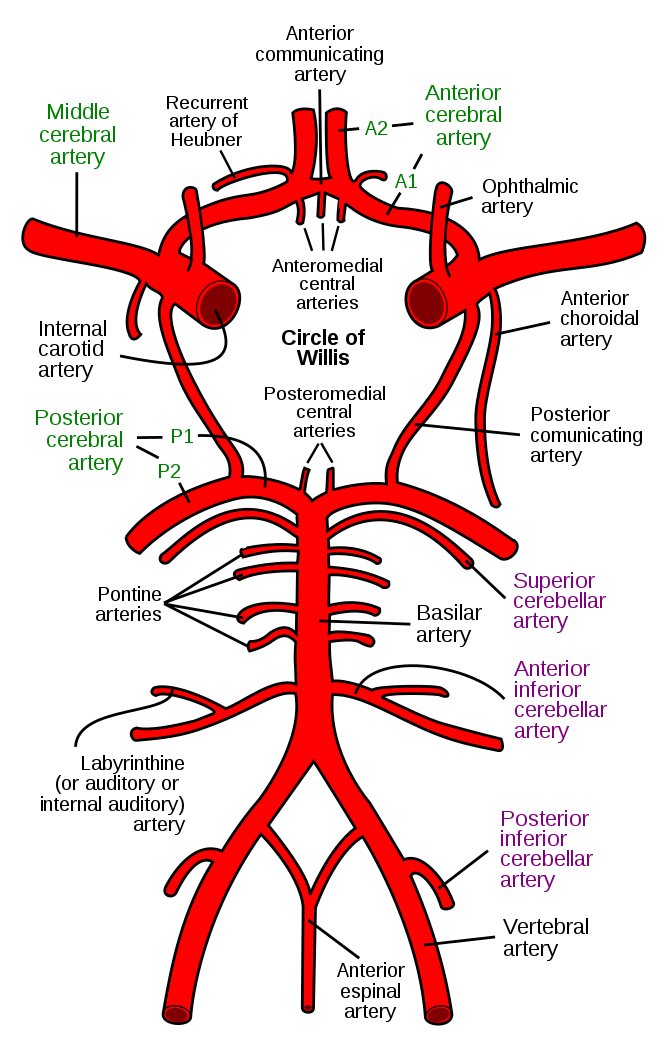 Anterior
communicating
artery
Middle
cerebral
artery
Recurrent
artery of
Heubner
A2
Anterior
cerebral
artery
A1
Ophthalmic
artery
Anteromedial
central
arteries
Internal
carotid
artery
Circle of
Willis
Anterior
choroidal
artery
Posterior
cerebral
artery
P1
P2
Posteromedial
central
arteries
Posterior
comunicating
artery
Pontine
arteries
Basilar
artery
Superior
cerebellar
artery
Anterior
inferior
cerebellar
artery
Labyrinthine
(or auditory or
internal auditory)
artery
Posterior
inferior
cerebellar
artery
Vertebral
artery
Anterior
espinal
artery